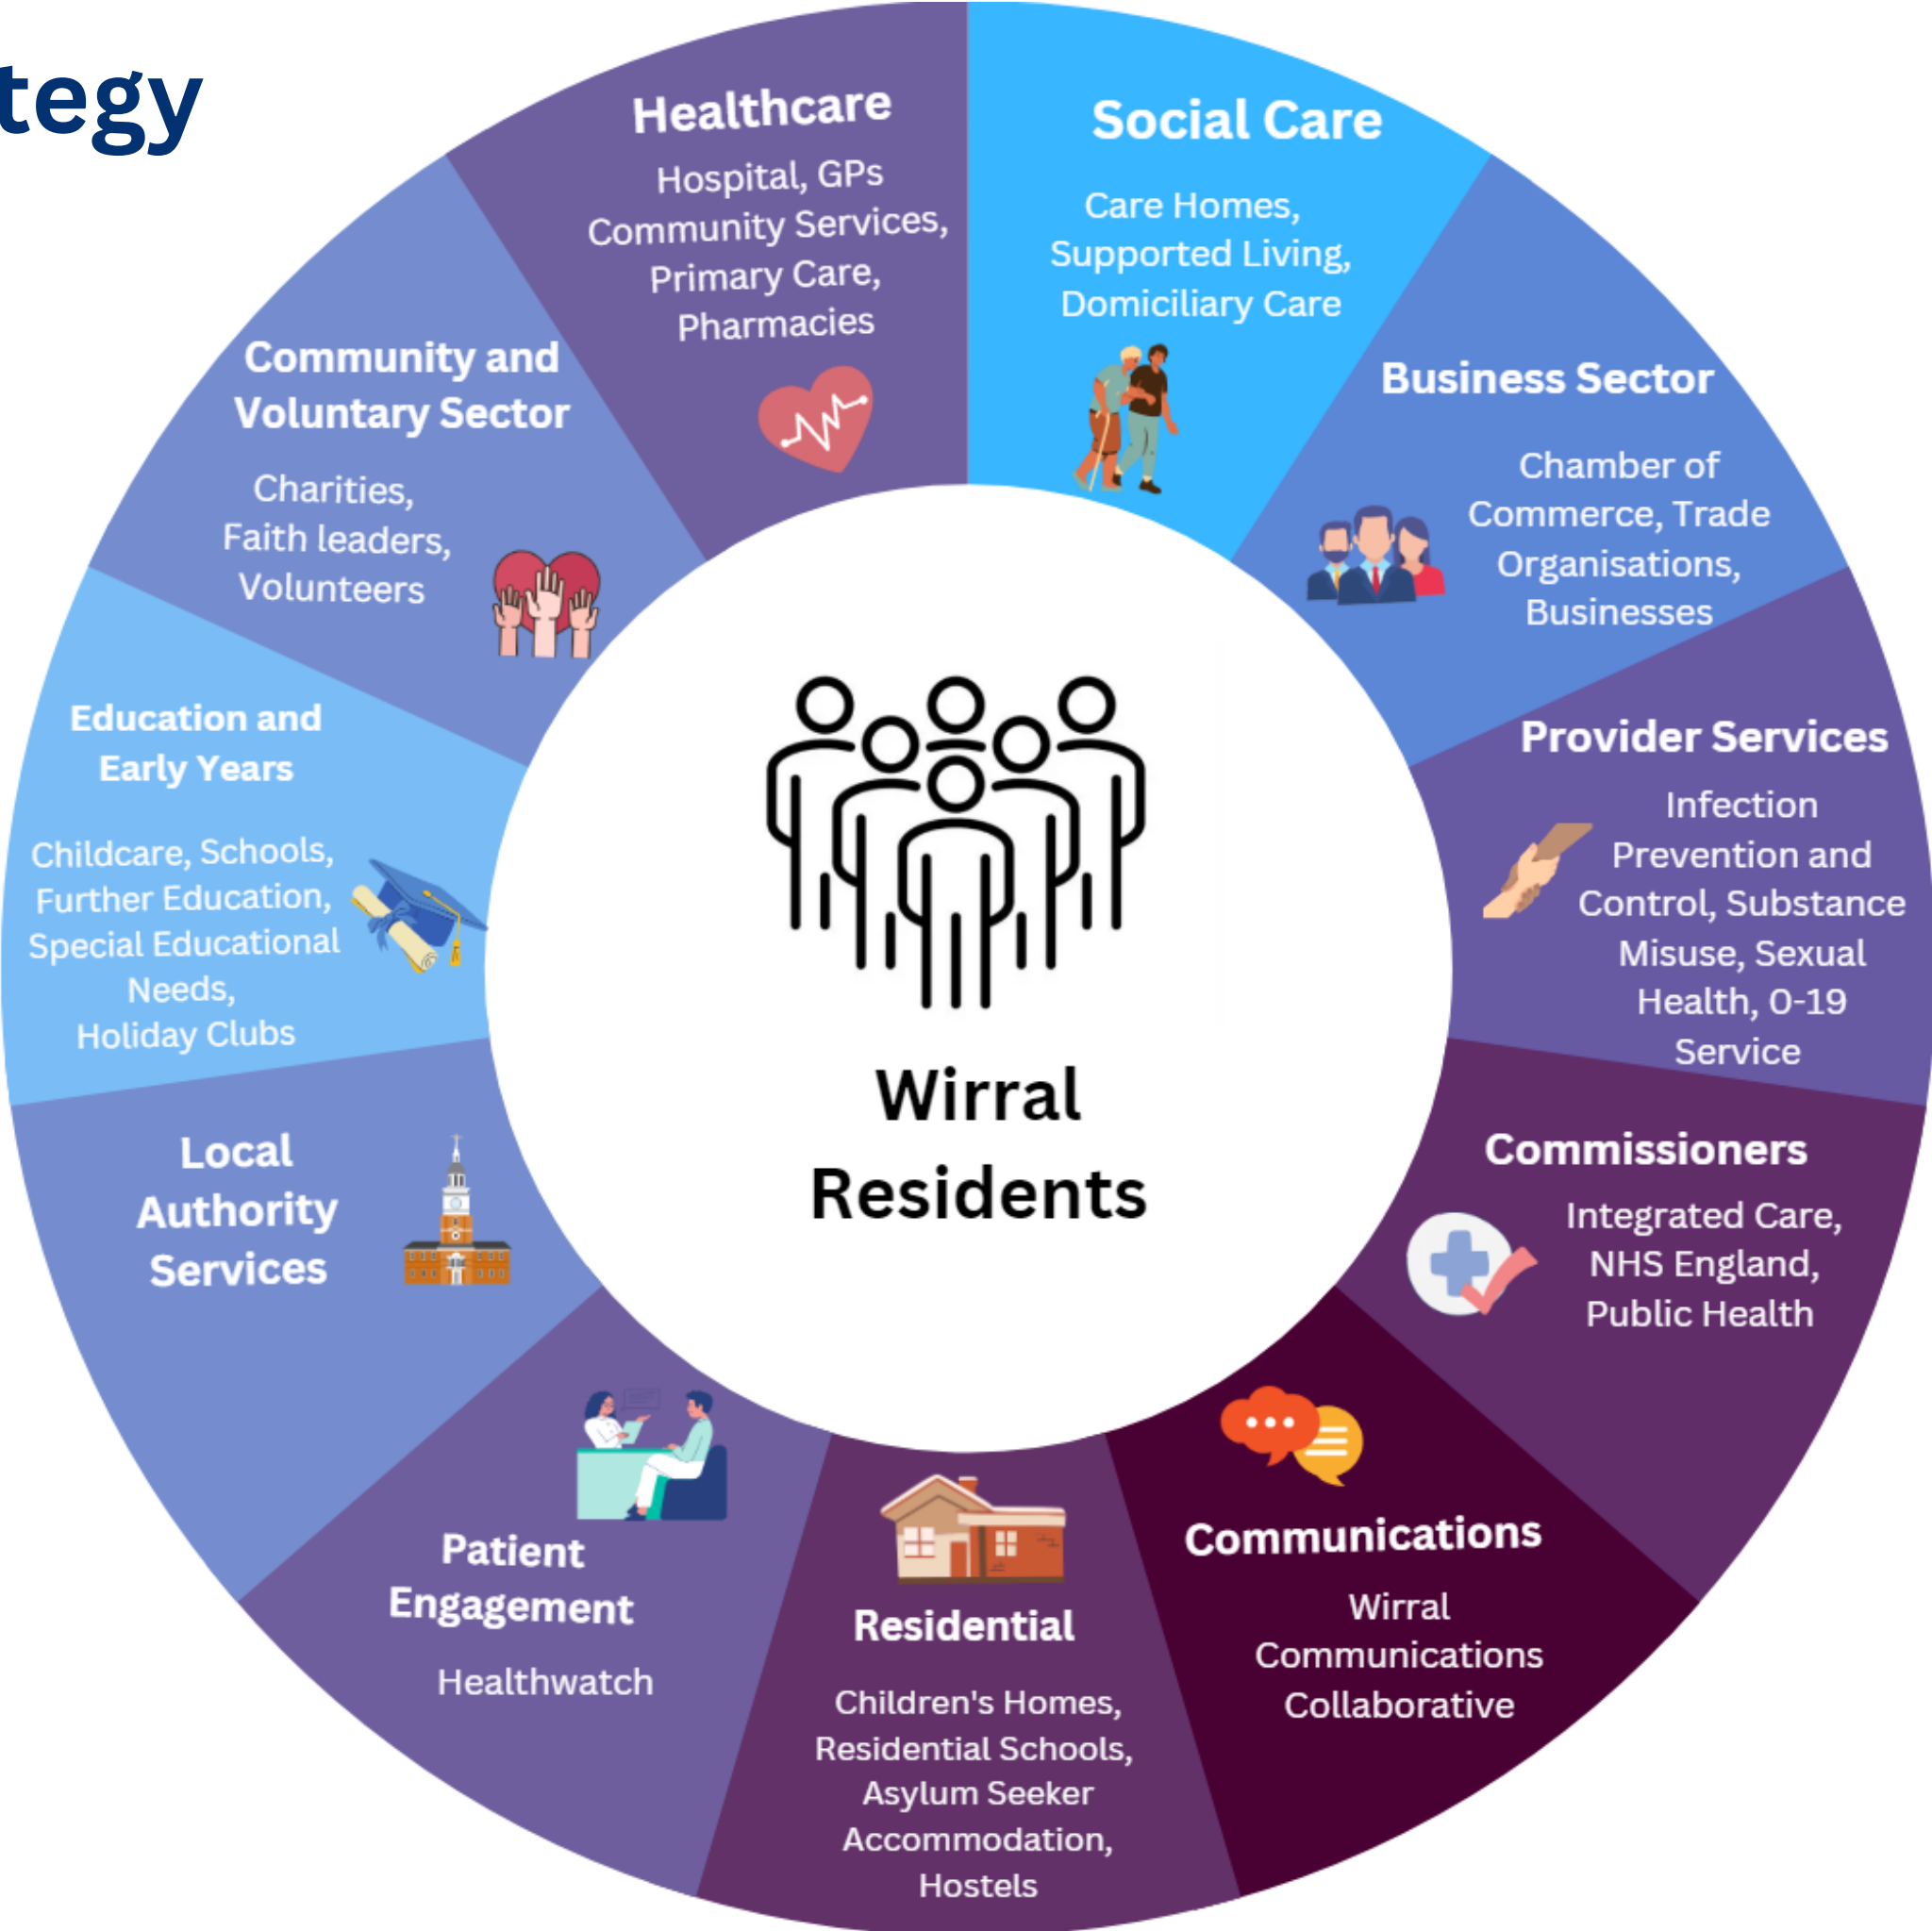 tegy
Healthcare
Hospital, GPs
Community Services,
Primary Care,
Pharmacies
Social Care
Care Homes,
Supported Living,
Domiciliary Care
Business Sector
Chamber of
Commerce, Trade
Organisations,
Businesses
Provider Services
Infection
Prevention and
Control, Substance
Misuse, Sexual
Health, 0-19
Service
Commissioners
Integrated Care,
NHS England,
Public Health
Communications
Wirral
Communications
Collaborative
Residential
Children's Homes,
Residential Schools,
Asylum Seeker
Accommodation,
Hostels
Patient
Engagement
Healthwatch
Local
Authority
Services
Education and
Early Years
Childcare, Schools,
Further Education,
Special Educational
Needs,
Holiday Clubs
Community and
Voluntary Sector
Charities,
Faith leaders,
Volunteers
Wirral
Residents